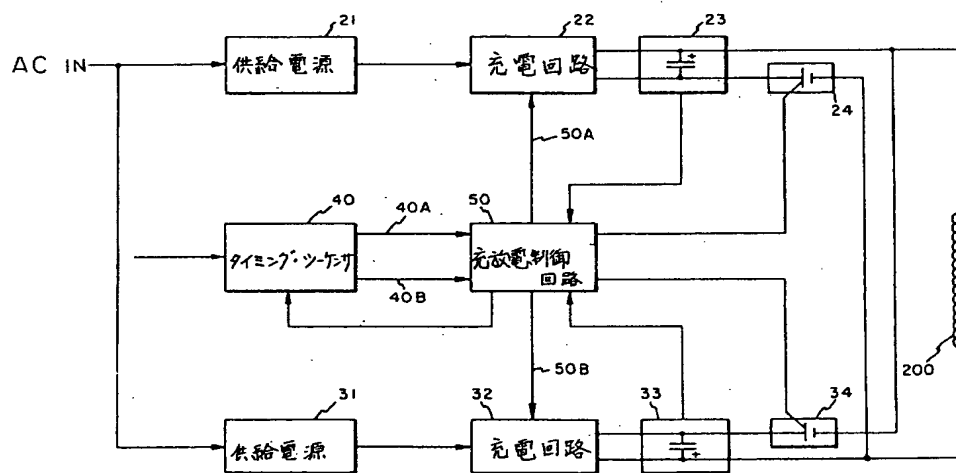 21
22
23
AC IN
供給電源
充電回路
+
24
50A
40
40A
50
タイミング・シーケンサ
充放電制御
回路
40B
200
50B
31
32
33
34
供給電源
充電回路
+